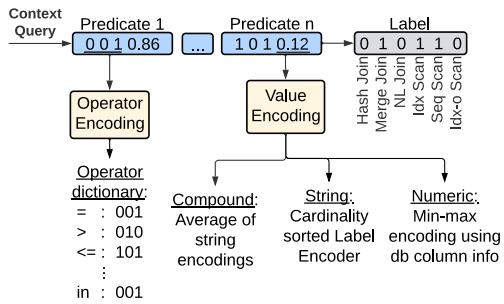 Context Query
Predicate 1
Predicate n
Label
0 0 1 0.86
...
1 0 1 0.12
0 1 0 1 1 0
Hash Join
Merge Join
NL Join
Idx Scan
Seq Scan
Idx-o Scan
Operator
Encoding
Value
Encoding
Operator
dictionary:
= : 001
> : 010
<= : 101
⋮
in : 001
Compound:
Average of
string
encodings
String:
Cardinality
sorted Label
Encoder
Numeric:
Min-max
encoding using
db column info